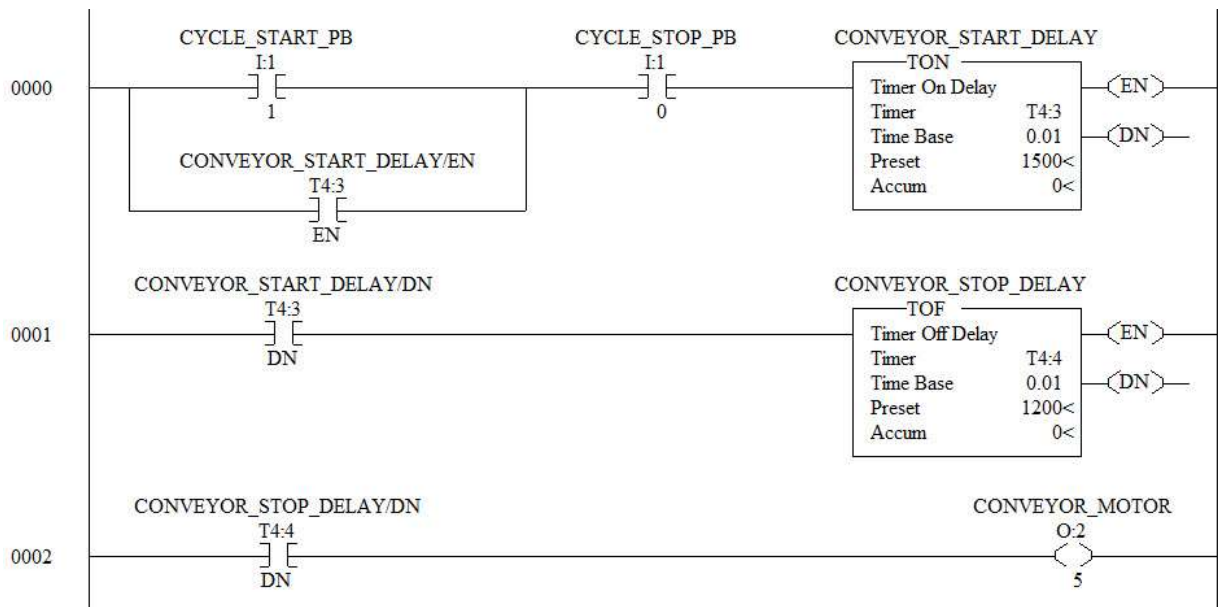 CYCLE_START_PB CYCLE_STOP_PB CONVEYOR_START_DELAY
I:1 I:1 TON
0000 Timer On Delay EN
1 0 Timer T4:3
Time Base 0.01 DN
CONVEYOR_START_DELAY/EN Preset 1500<
T4:3 Accum 0<
EN
CONVEYOR_START_DELAY/DN CONVEYOR_STOP_DELAY
T4:3 TOF
0001 Timer Off Delay EN
DN Timer T4:4
Time Base 0.01 DN
Preset 1200<
Accum 0<
CONVEYOR_STOP_DELAY/DN CONVEYOR_MOTOR
T4:4 O:2
0002
DN 5